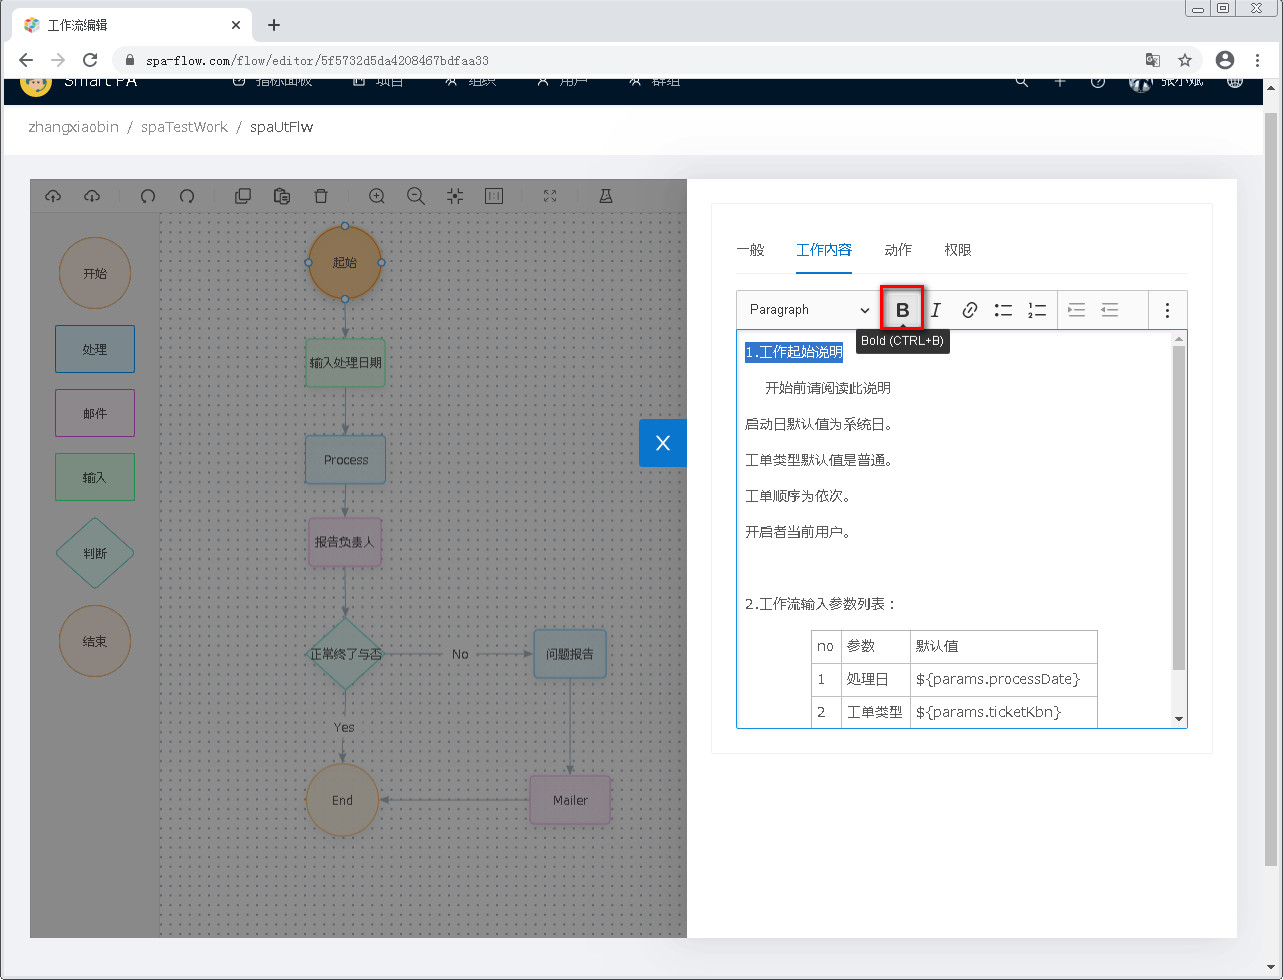 工作流编辑
spa-flow.com/flow/editor/5f5732d5da4208467bdfaa33
Smart PA 指标面板 项目 组织 用户 群组
zhangxiaobin / spaTestWork / spaUtFlw
开始
处理
邮件
输入
判断
结束
起始
输入处理日期
Process
报告负责人
正常终了与否
No
问题报告
Yes
End
Mailer
一般 工作内容 动作 权限
Paragraph
B I
Bold (CTRL+B)
1.工作起始说明
开始前请阅读此说明
启动日默认值为系统日。
工单类型默认值是普通。
工单顺序为依次。
开启者当前用户。
2.工作流输入参数列表：
no 参数 默认值
1 处理日 ${params.processDate}
2 工单类型 ${params.ticketKbn}